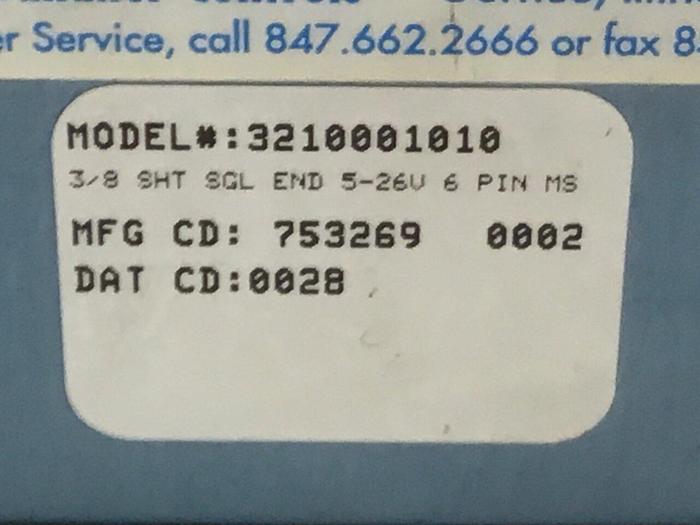 er Service, call 847.662.2666 or fax 8
MODEL#:3210001010
3/8 SHT SGL END 5-26V 6 PIN MS
MFG CD: 753269 0002
DAT CD:0028